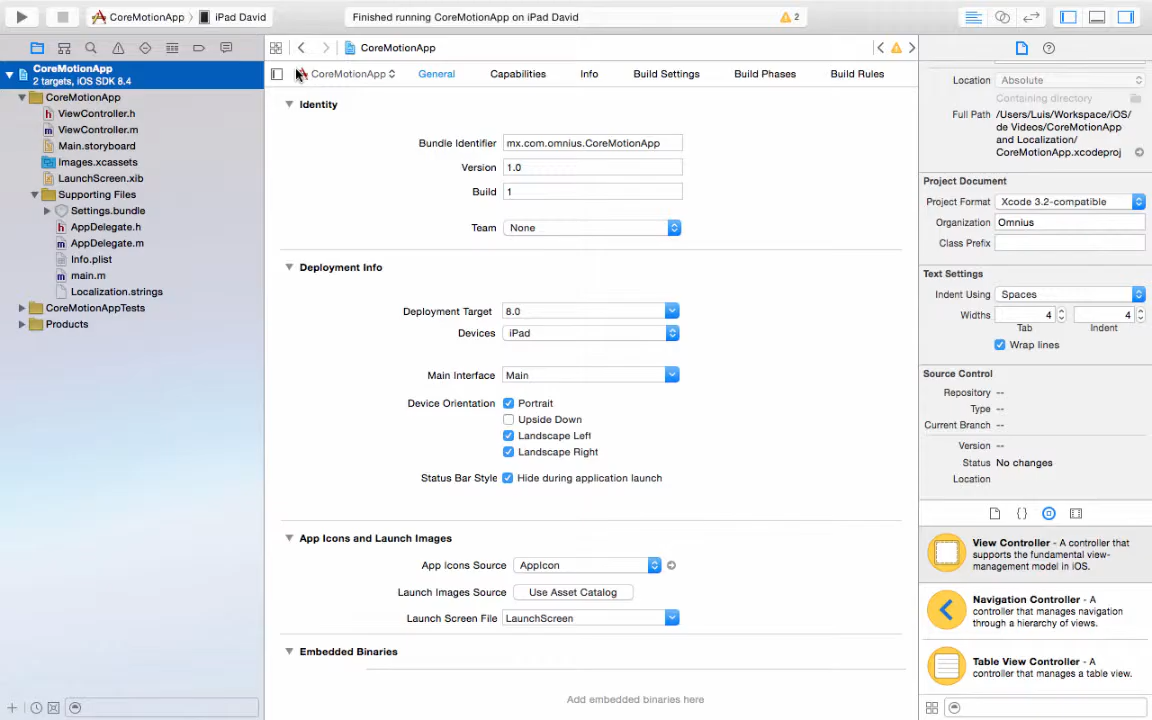 CoreMotionApp
iPad David
Finished running CoreMotionApp on iPad David
2
CoreMotionApp
2 targets, iOS SDK 8.4
CoreMotionApp
ViewController.h
ViewController.m
Main.storyboard
Images.xcassets
LaunchScreen.xib
Supporting Files
Settings.bundle
AppDelegate.h
AppDelegate.m
Info.plist
main.m
Localization.strings
CoreMotionAppTests
Products
CoreMotionApp
CoreMotionApp
General
Capabilities
Info
Build Settings
Build Phases
Build Rules
Identity
Bundle Identifier mx.com.omnius.CoreMotionApp
Version 1.0
Build 1
Team None
Deployment Info
Deployment Target 8.0
Devices iPad
Main Interface Main
Device Orientation Portrait
Upside Down
Landscape Left
Landscape Right
Status Bar Style Hide during application launch
App Icons and Launch Images
App Icons Source AppIcon
Launch Images Source Use Asset Catalog
Launch Screen File LaunchScreen
Embedded Binaries
Add embedded binaries here
Location Absolute
Containing directory
Full Path /Users/Luis/Workspace/iOS/
de Videos/CoreMotionApp
and Localization/
CoreMotionApp.xcodeproj
Project Document
Project Format Xcode 3.2-compatible
Organization Omnius
Class Prefix
Text Settings
Indent Using Spaces
Widths 4 4
Tab Indent
Wrap lines
Source Control
Repository --
Type --
Current Branch --
Version --
Status No changes
Location
View Controller - A controller that
supports the fundamental view-
management model in iOS.
Navigation Controller - A
controller that manages navigation
through a hierarchy of views.
Table View Controller - A
controller that manages a table view.